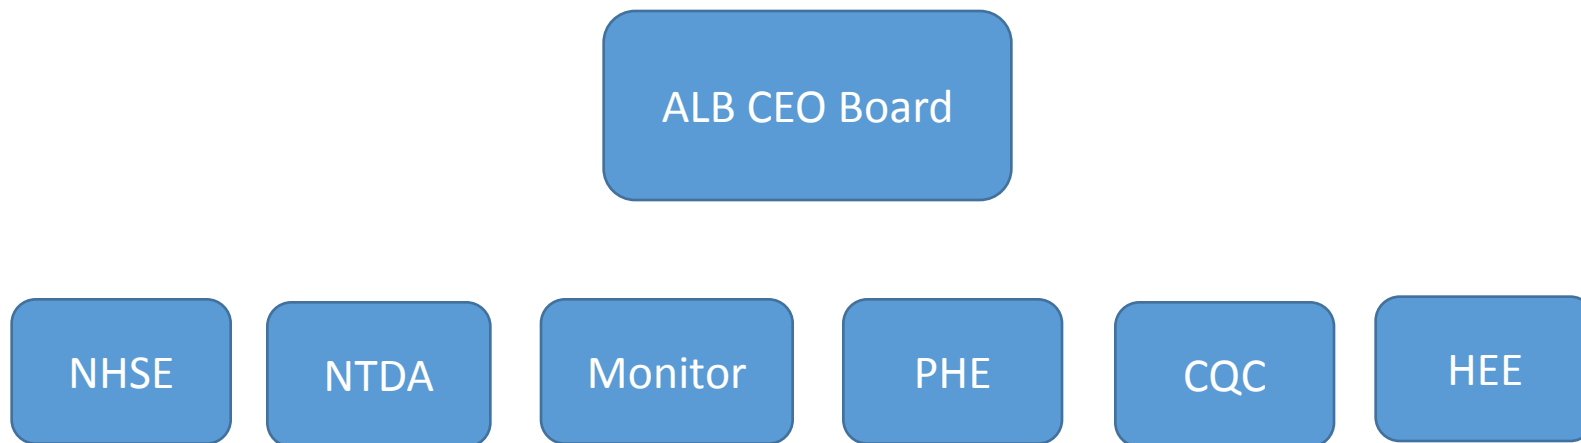 ALB CEO Board
NHSE
NTDA
Monitor
PHE
CQC
HEE